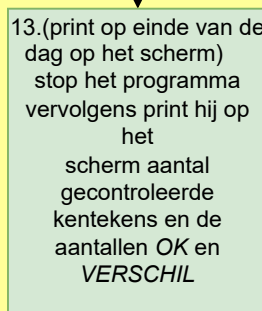 13.(print op einde van de
dag op het scherm)
stop het programma
vervolgens print hij op
het
scherm aantal
gecontroleerde
kentekens en de
aantallen OK en
VERSCHIL